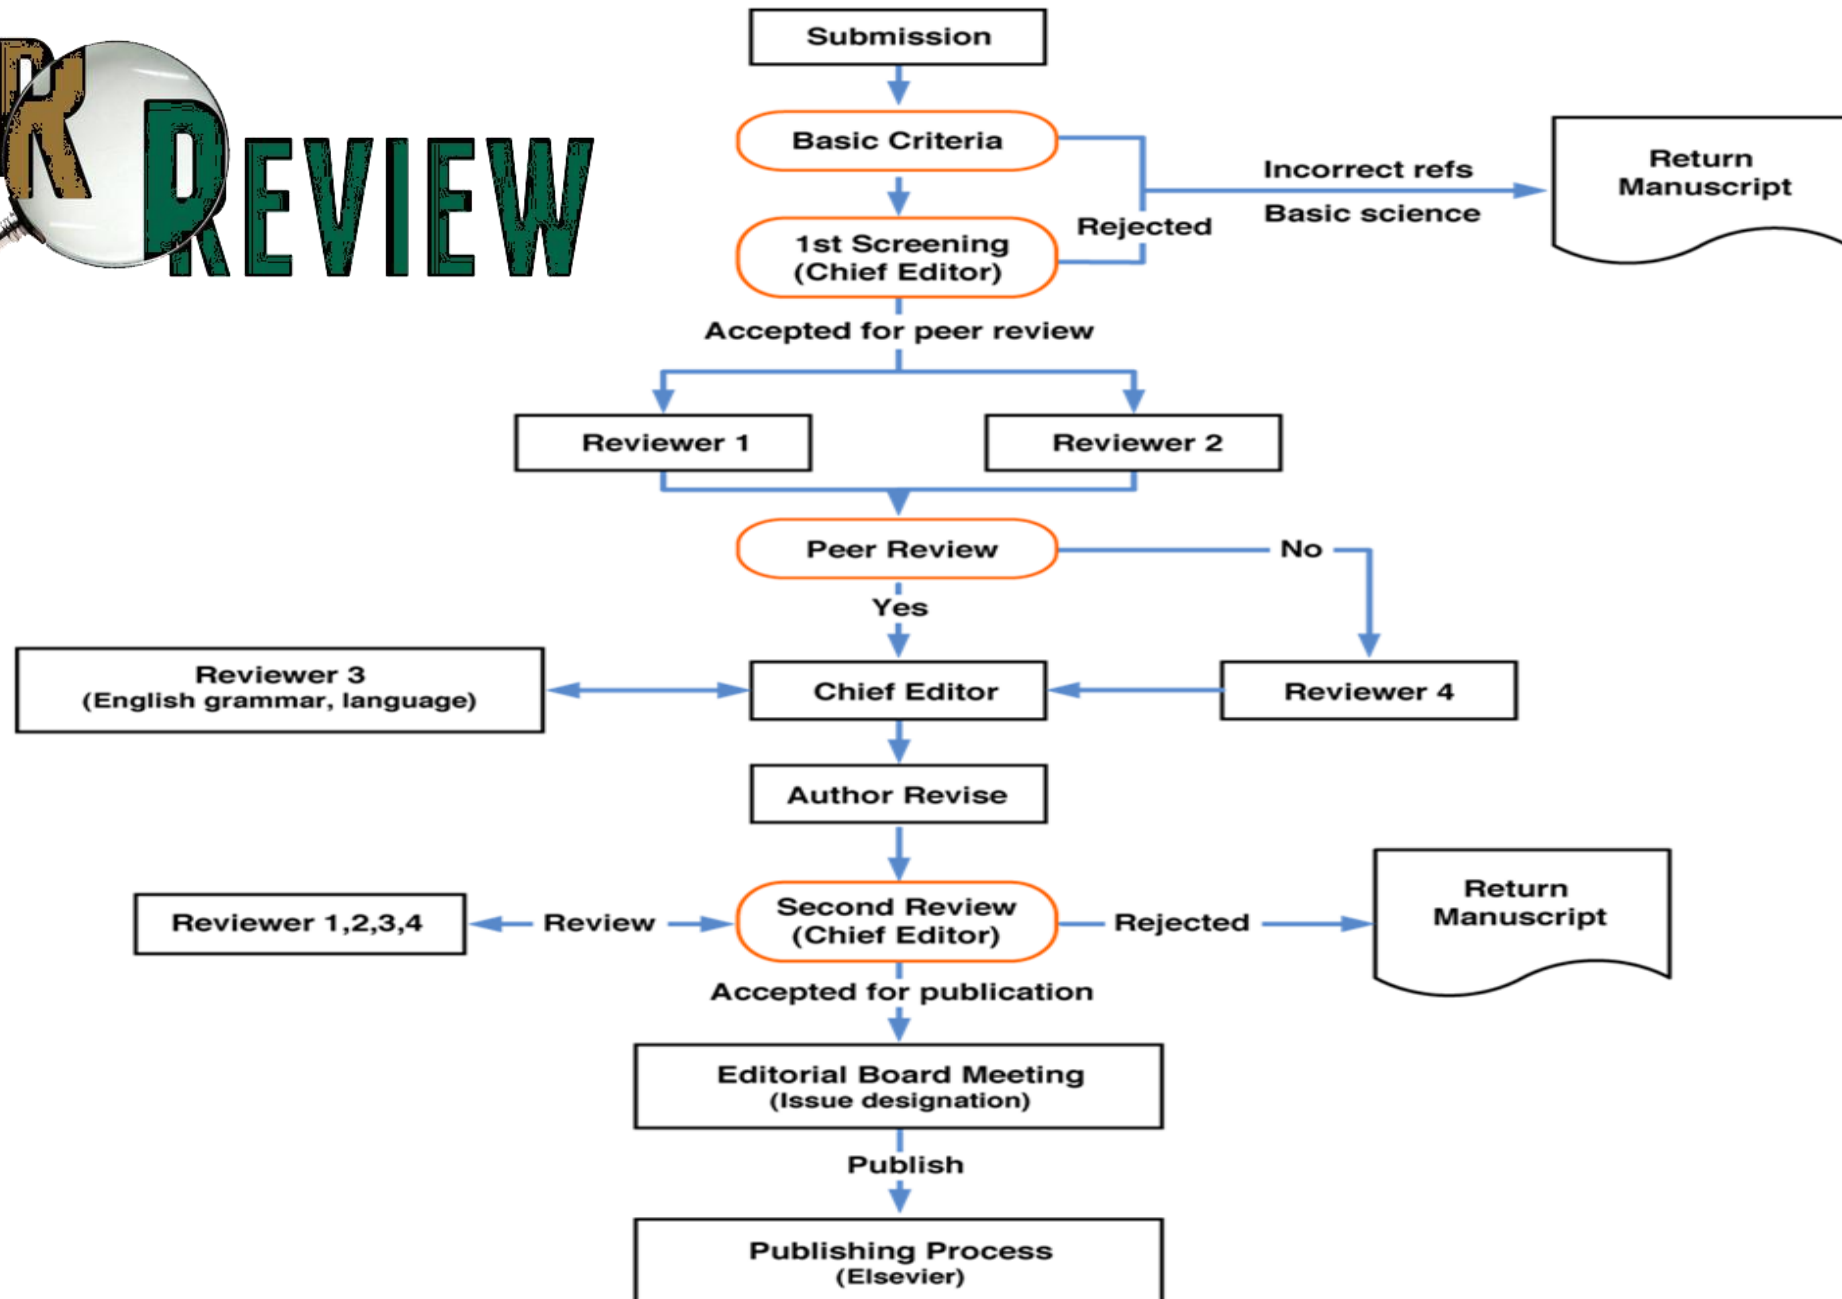 R REVIEW
Submission
Basic Criteria
Incorrect refs
Basic science
Return
Manuscript
Rejected
1st Screening
(Chief Editor)
Accepted for peer review
Reviewer 1
Reviewer 2
Peer Review
No
Yes
Reviewer 3
(English grammar, language)
Chief Editor
Reviewer 4
Author Revise
Reviewer 1,2,3,4
Review
Second Review
(Chief Editor)
Rejected
Return
Manuscript
Accepted for publication
Editorial Board Meeting
(Issue designation)
Publish
Publishing Process
(Elsevier)